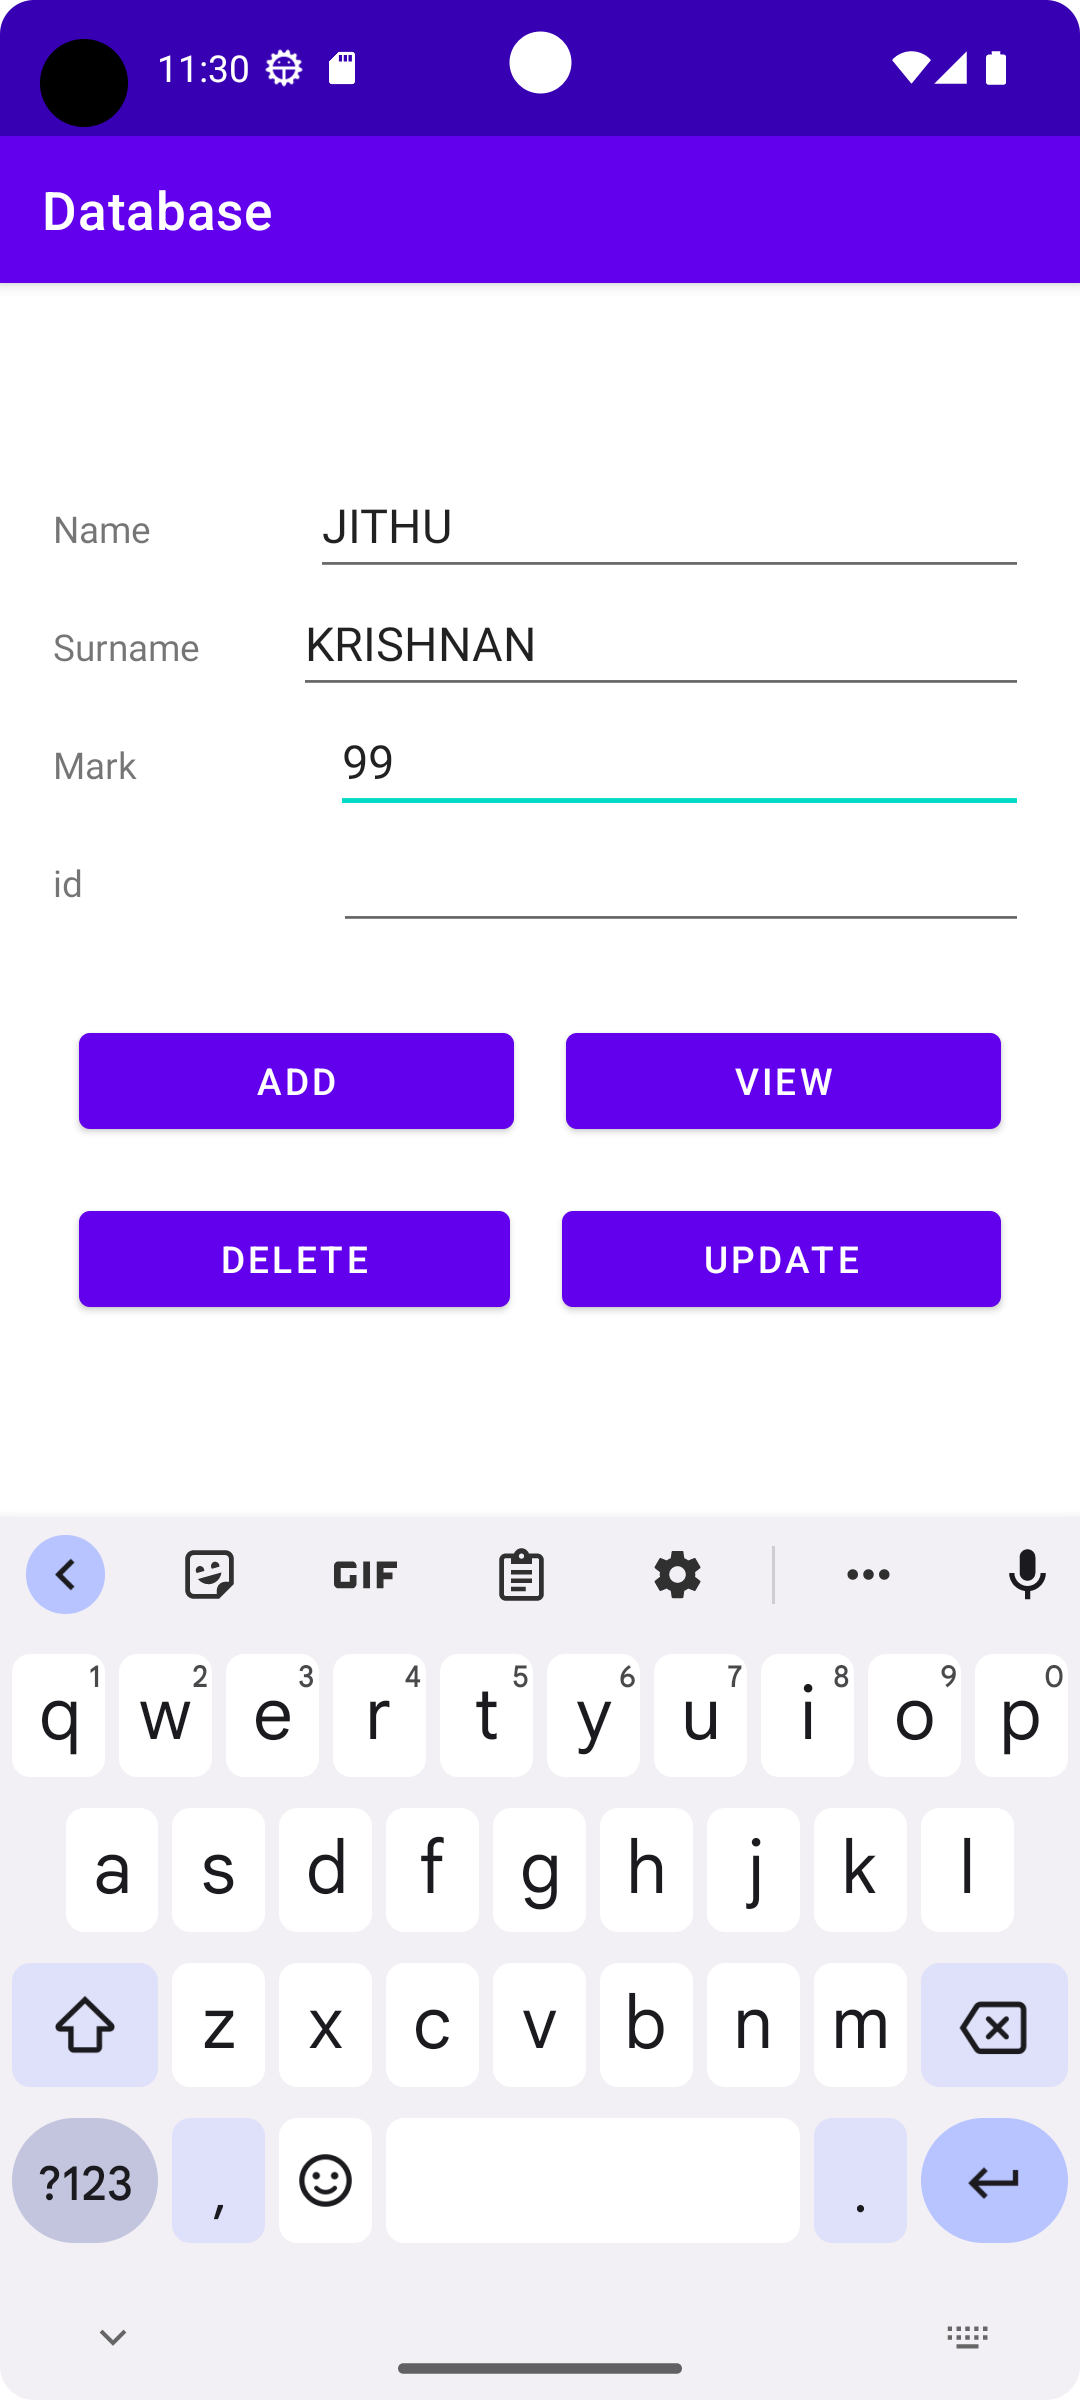 11:30
Database
Name JITHU
Surname KRISHNAN
Mark 99
id
ADD VIEW
DELETE UPDATE
GIF
q1 w2 e3 r4 t5 y6 u7 i8 o9 p0
a s d f g h j k l
z x c v b n m
?123 , .